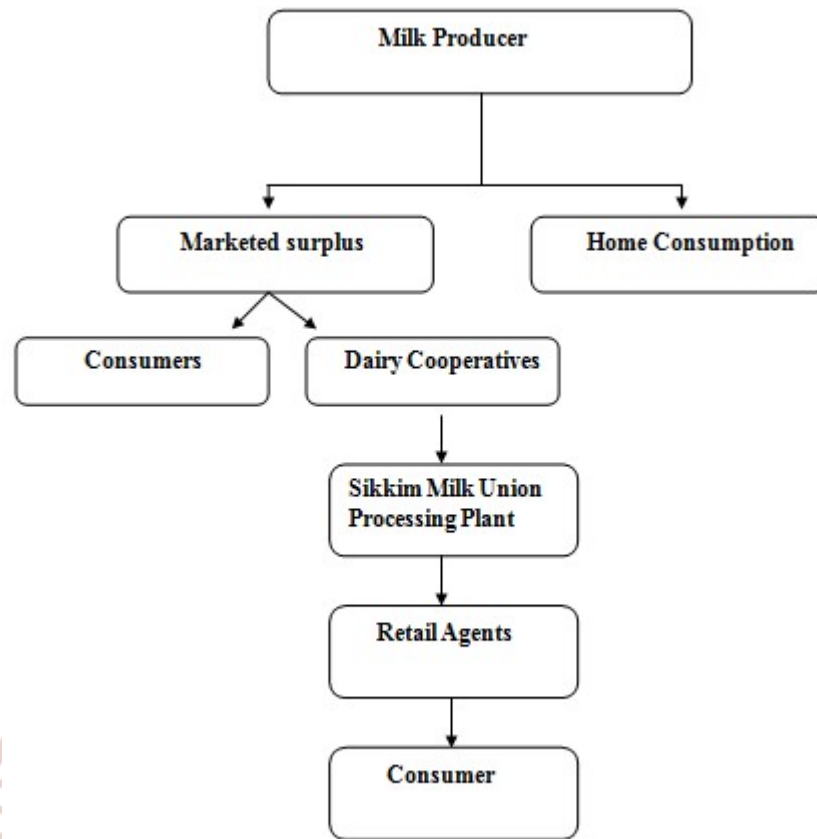 Milk Producer
Marketed surplus
Home Consumption
Consumers
Dairy Cooperatives
Sikkim Milk Union
Processing Plant
Retail Agents
Consumer